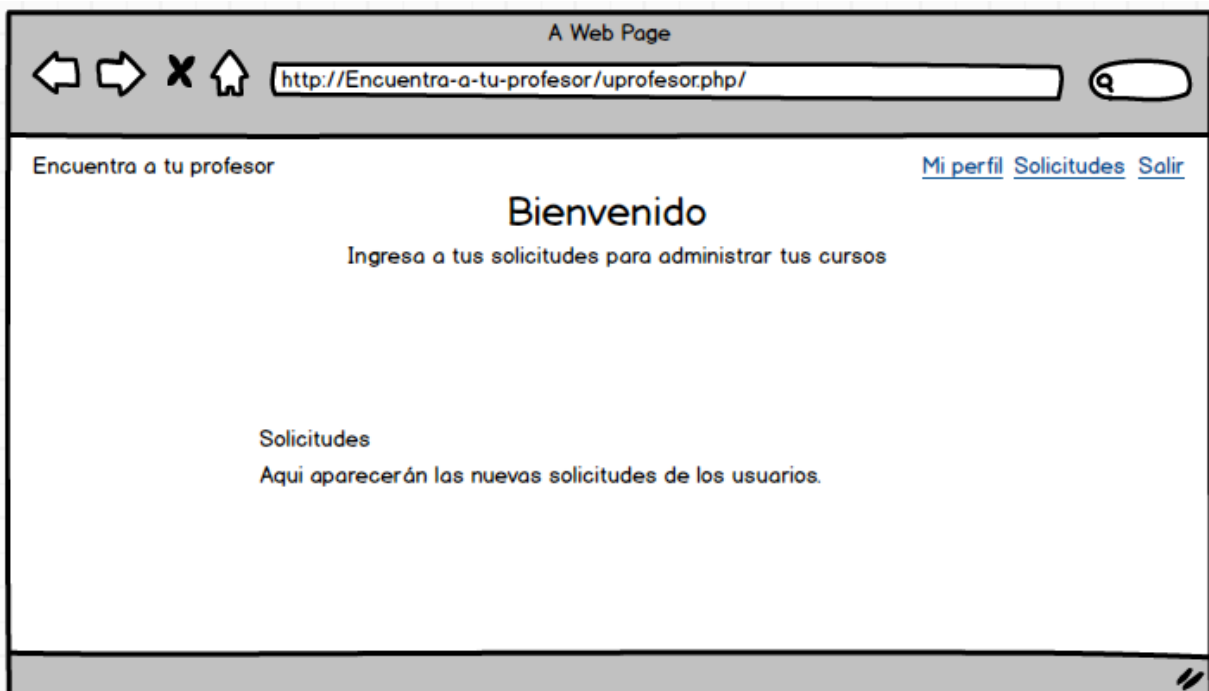 A Web Page
http://Encuentra-a-tu-profesor/uprofesor.php/
Encuentra a tu profesor
Mi perfil Solicitudes Salir
Bienvenido
Ingresa a tus solicitudes para administrar tus cursos
Solicitudes
Aqui aparecerán las nuevas solicitudes de los usuarios.